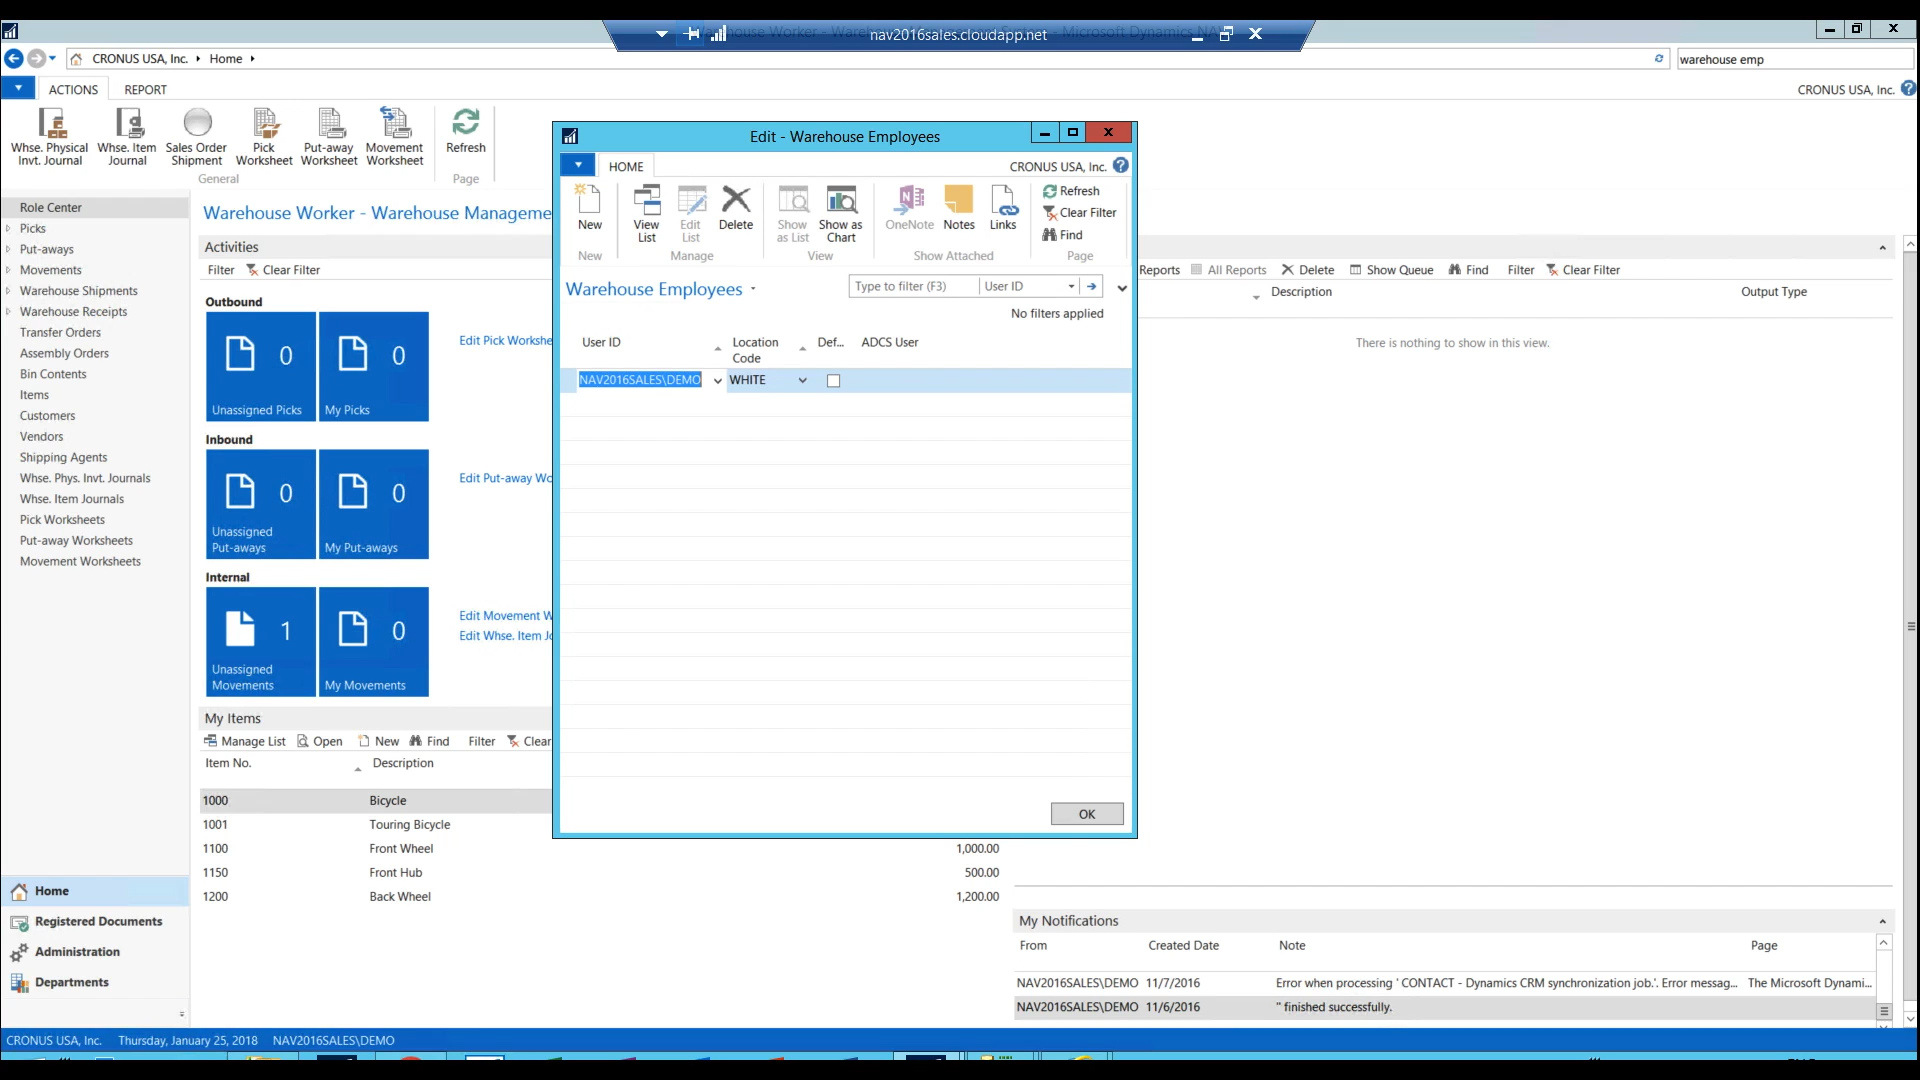 nav2016sales.cloudapp.net
CRONUS USA, Inc. Home
warehouse emp
ACTIONS REPORT
CRONUS USA, Inc.
Whse. Physical Invt. Journal
Whse. Item Journal
Sales Order Shipment
Pick Worksheet
Put-away Worksheet
Movement Worksheet
Refresh
General
Page
Role Center
Picks
Put-aways
Movements
Warehouse Shipments
Warehouse Receipts
Transfer Orders
Assembly Orders
Bin Contents
Items
Customers
Vendors
Shipping Agents
Whse. Phys. Invt. Journals
Whse. Item Journals
Pick Worksheets
Put-away Worksheets
Movement Worksheets
Home
Registered Documents
Administration
Departments
Warehouse Worker - Warehouse Manageme
Activities
Filter Clear Filter
Outbound
0
Unassigned Picks
0
My Picks
Edit Pick Workshe
Inbound
0
Unassigned
Put-aways
0
My Put-aways
Edit Put-away Wo
Internal
1
Unassigned
Movements
0
My Movements
Edit Movement W
Edit Whse. Item Jo
My Items
Manage List Open New Find Filter Clear
Item No. Description
1000 Bicycle
1001 Touring Bicycle
1100 Front Wheel 1,000.00
1150 Front Hub 500.00
1200 Back Wheel 1,200.00
Edit - Warehouse Employees
HOME
CRONUS USA, Inc.
New
View List
Edit List
Delete
Show as List
Show as Chart
OneNote
Notes
Links
Refresh
Clear Filter
Find
New
Manage
View
Show Attached
Page
Warehouse Employees
Type to filter (F3) User ID
No filters applied
User ID Location Code Def... ADCS User
NAV2016SALES\DEMO WHITE
OK
Reports All Reports Delete Show Queue Find Filter Clear Filter
Description Output Type
There is nothing to show in this view.
My Notifications
From Created Date Note Page
NAV2016SALES\DEMO 11/7/2016 Error when processing ' CONTACT - Dynamics CRM synchronization job.'. Error messag... The Microsoft Dynami...
NAV2016SALES\DEMO 11/6/2016 '' finished successfully.
CRONUS USA, Inc. Thursday, January 25, 2018 NAV2016SALES\DEMO